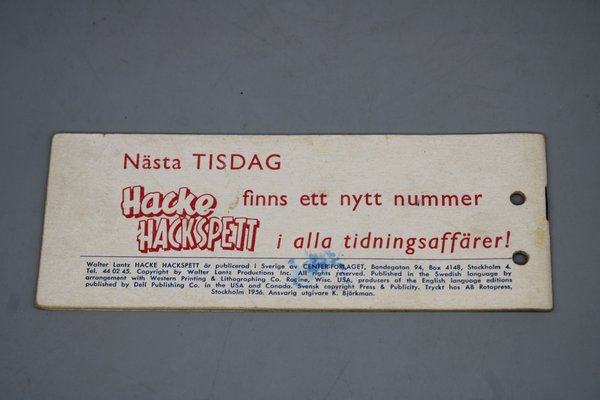 Nästa TISDAG
Hacke finns ett nytt nummer
HACKSPETT i alla tidningsaffärer!
Walter Lantz HACKE HACKSPETT är publicerad i Sverige av CENTERFÖRLAGET, Bondegatan 94, Box 4148, Stockholm 4.
Tel. 44 02 45. Copyright by Walter Lantz Productions Inc. All rights reserved. Published in the Swedish language by
arrangement with Western Printing & Lithographing Co. Racine, Wisc. USA, producers of the English language editions
published by Dell Publishing Co. in the USA and Canada. Svensk copyright Press & Publicity. Tryckt hos AB Rotopress,
Stockholm 1956. Ansvarig utgivare K. Björkman.